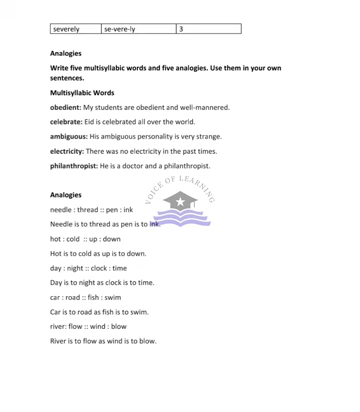 severely se-vere-ly 3
Analogies
Write five multisyllabic words and five analogies. Use them in your own
sentences.
Multisyllabic Words
obedient: My students are obedient and well-mannered.
celebrate: Eid is celebrated all over the world.
ambiguous: His ambiguous personality is very strange.
electricity: There was no electricity in the past times.
philanthropist: He is a doctor and a philanthropist.
VOICE OF LEARNING
Analogies
needle : thread :: pen : ink
Needle is to thread as pen is to ink.
hot : cold :: up : down
Hot is to cold as up is to down.
day : night :: clock : time
Day is to night as clock is to time.
car : road :: fish : swim
Car is to road as fish is to swim.
river: flow :: wind : blow
River is to flow as wind is to blow.